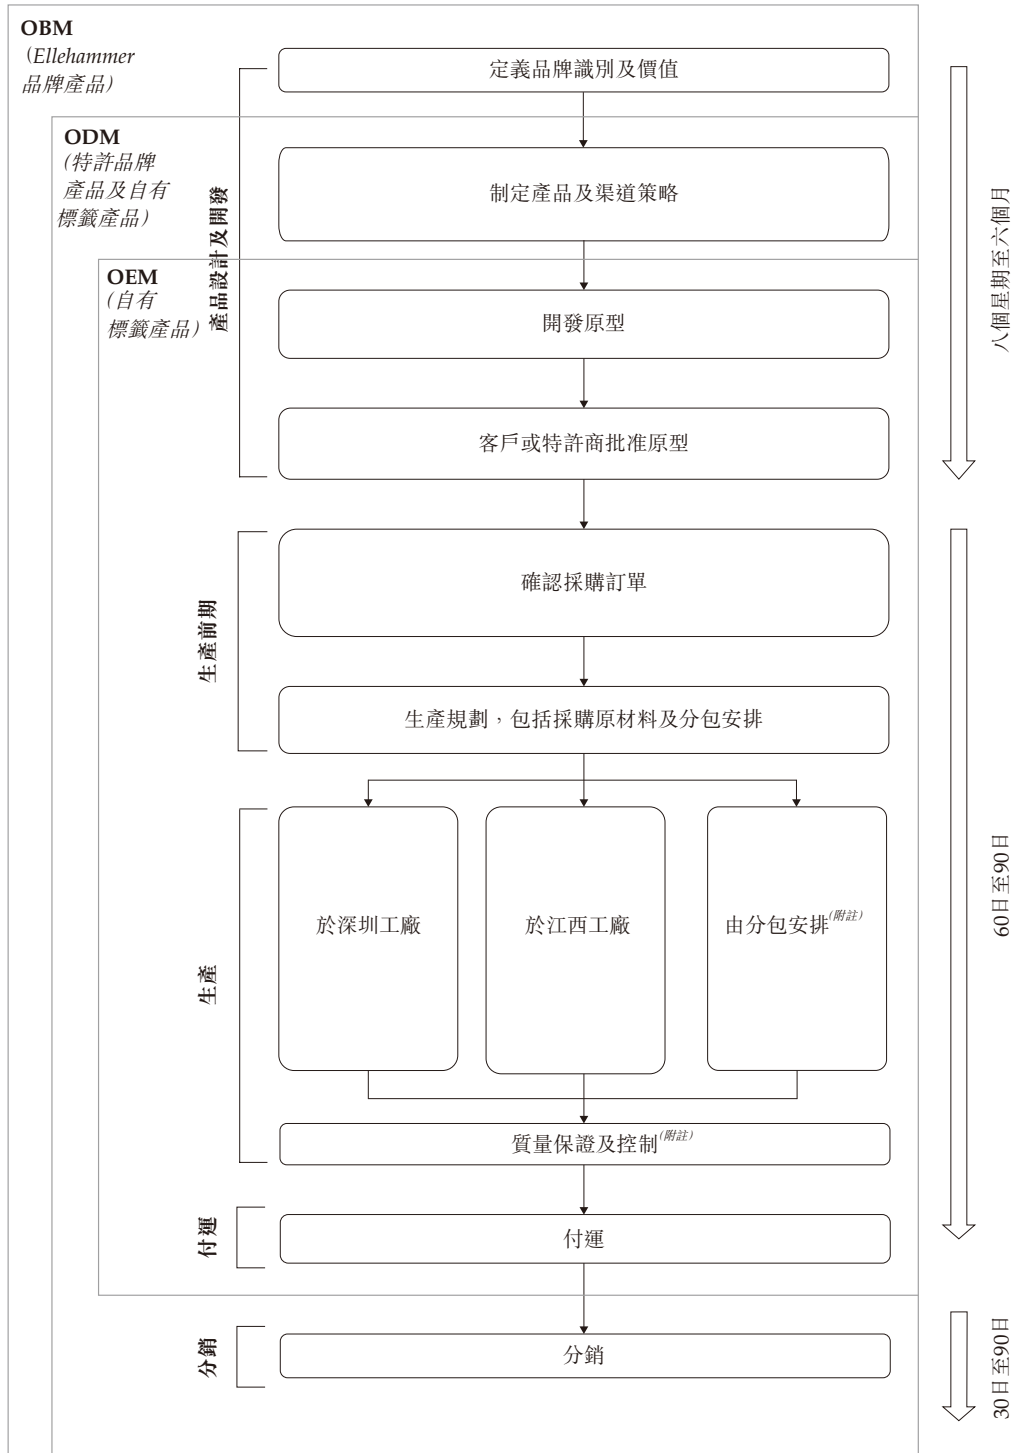 OBM
(Ellehammer
品牌產品)
定義品牌識別及價值
ODM
(特許品牌
產品及自有
標籤產品)
制定產品及渠道策略
產品設計及開發
八個星期至六個月
OEM
(自有
標籤產品)
開發原型
客戶或特許商批准原型
生產前期
確認採購訂單
生產規劃，包括採購原材料及分包安排
生產
於深圳工廠
於江西工廠
由分包安排(附註)
60日至90日
質量保證及控制(附註)
付運
付運
分銷
分銷
30日至90日